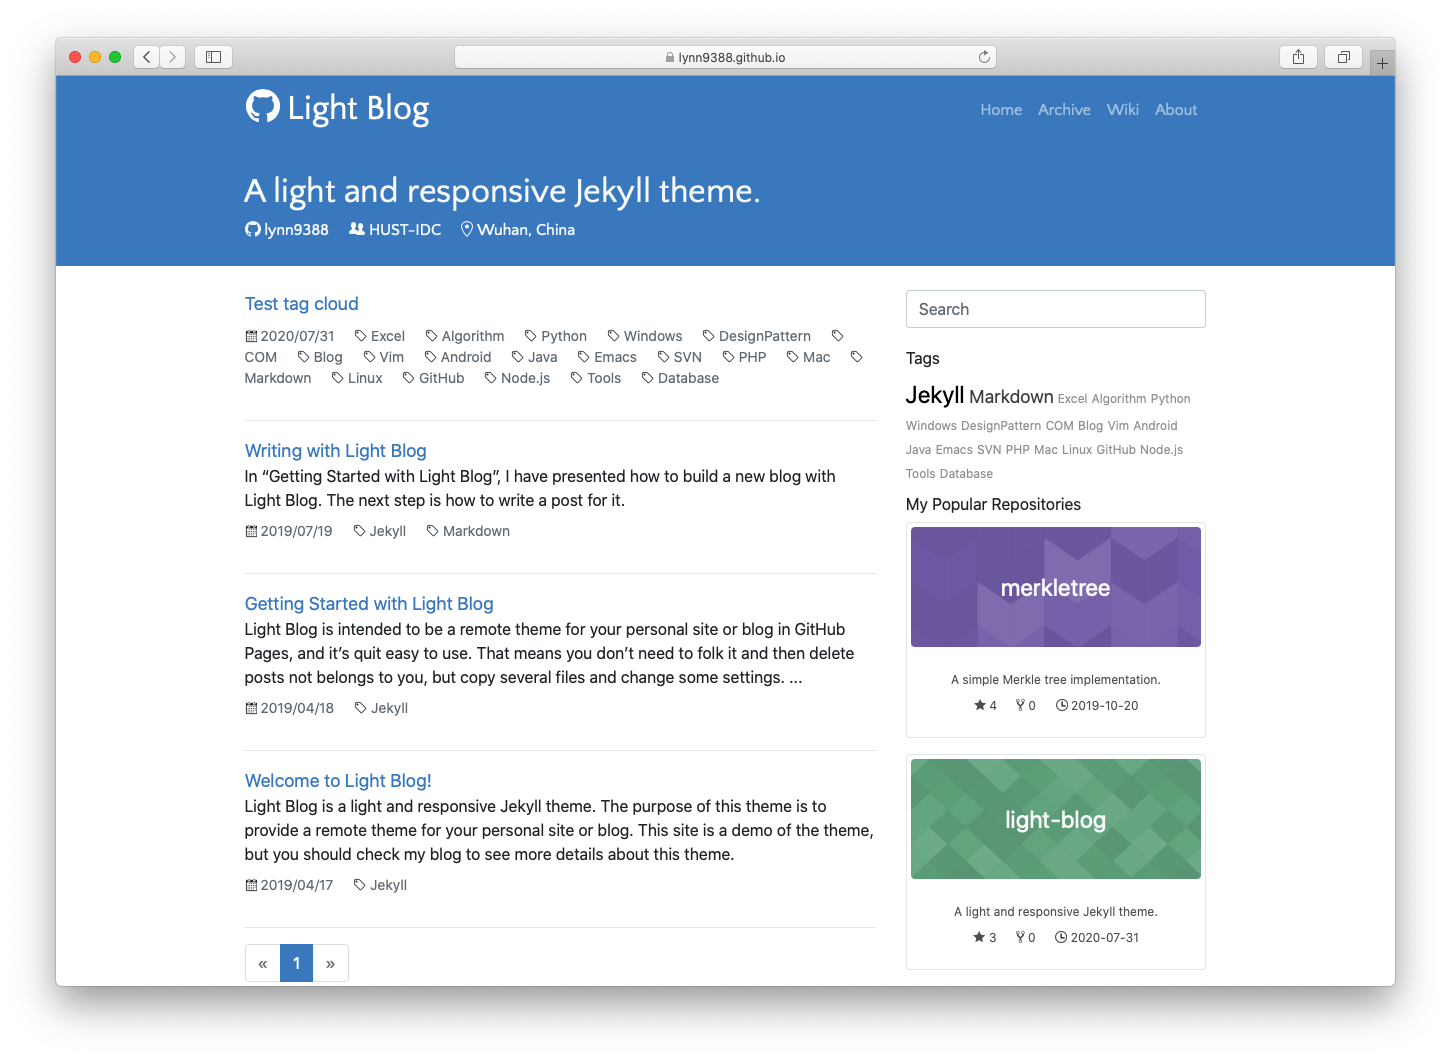 lynn9388.github.io
Light Blog
Home Archive Wiki About
A light and responsive Jekyll theme.
lynn9388 HUST-IDC Wuhan, China
Test tag cloud
2020/07/31 Excel Algorithm Python Windows DesignPattern
COM Blog Vim Android Java Emacs SVN PHP Mac
Markdown Linux GitHub Node.js Tools Database
Writing with Light Blog
In “Getting Started with Light Blog”, I have presented how to build a new blog with
Light Blog. The next step is how to write a post for it.
2019/07/19 Jekyll Markdown
Getting Started with Light Blog
Light Blog is intended to be a remote theme for your personal site or blog in GitHub
Pages, and it’s quit easy to use. That means you don’t need to folk it and then delete
posts not belongs to you, but copy several files and change some settings. ...
2019/04/18 Jekyll
Welcome to Light Blog!
Light Blog is a light and responsive Jekyll theme. The purpose of this theme is to
provide a remote theme for your personal site or blog. This site is a demo of the theme,
but you should check my blog to see more details about this theme.
2019/04/17 Jekyll
« 1 »
Search
Tags
Jekyll Markdown Excel Algorithm Python
Windows DesignPattern COM Blog Vim Android
Java Emacs SVN PHP Mac Linux GitHub Node.js
Tools Database
My Popular Repositories
merkletree
A simple Merkle tree implementation.
4 0 2019-10-20
light-blog
A light and responsive Jekyll theme.
3 0 2020-07-31